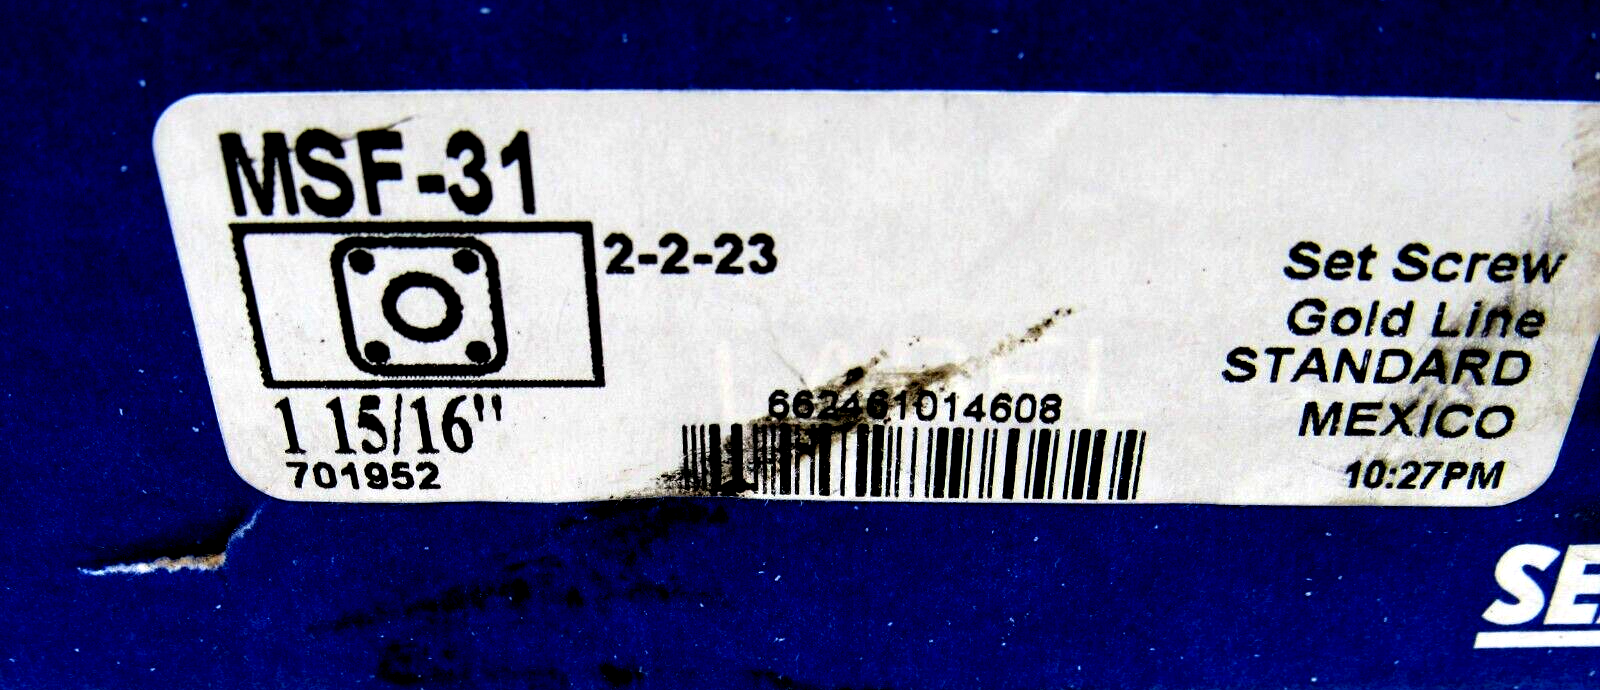 MSF-31
2-2-23
1 15/16"
701952
662461014608
Set Screw
Gold Line
STANDARD
MEXICO
10:27PM